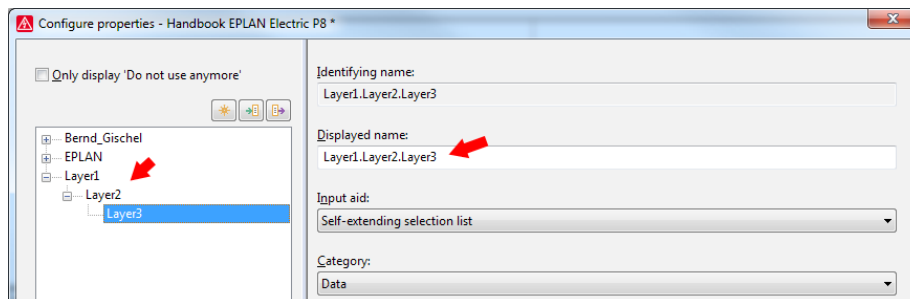 Configure properties - Handbook EPLAN Electric P8 *
Only display 'Do not use anymore'
Bernd_Gischel
EPLAN
Layer1
Layer2
Layer3
Identifying name:
Layer1.Layer2.Layer3
Displayed name:
Layer1.Layer2.Layer3
Input aid:
Self-extending selection list
Category:
Data